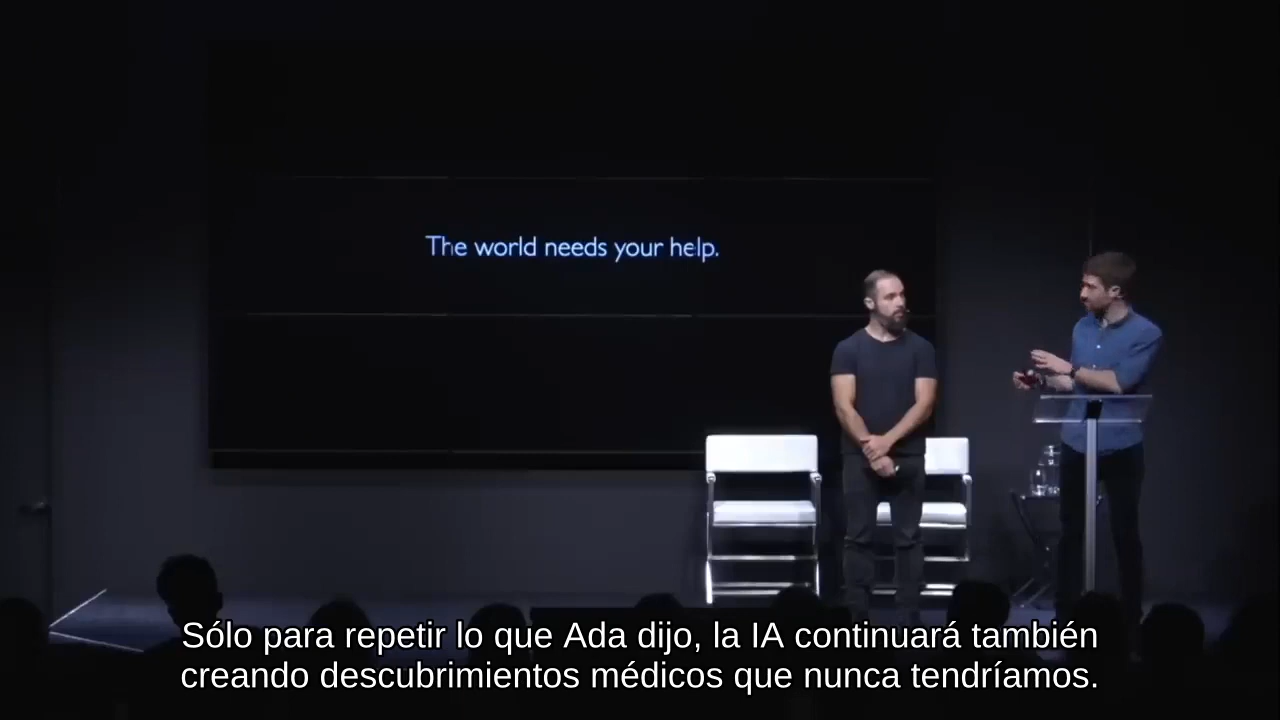 The world needs your help.
Sólo para repetir lo que Ada dijo, la IA continuará también
creando descubrimientos médicos que nunca tendríamos.